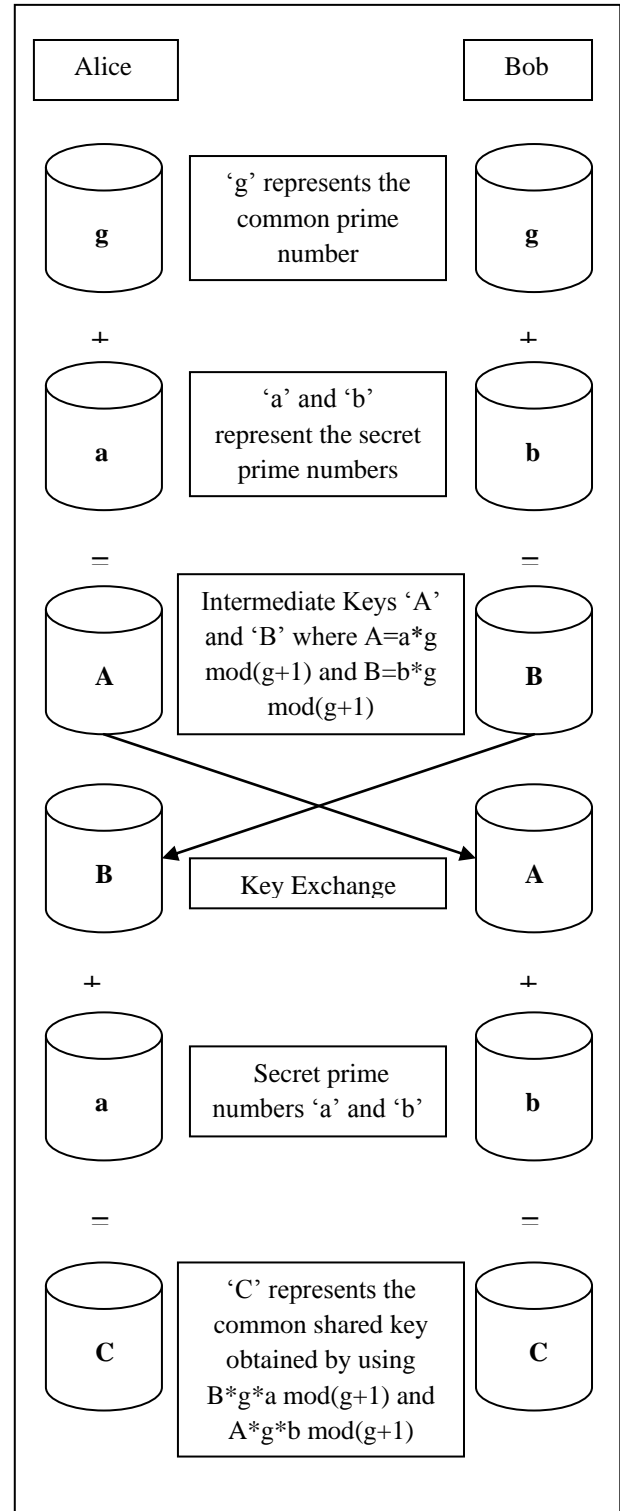 Alice
Bob
g
‘g’ represents the
common prime
number
g
+
+
a
‘a’ and ‘b’
represent the secret
prime numbers
b
=
=
A
Intermediate Keys ‘A’
and ‘B’ where A=a*g
mod(g+1) and B=b*g
mod(g+1)
B
B
Key Exchange
A
+
+
a
Secret prime
numbers ‘a’ and ‘b’
b
=
=
C
‘C’ represents the
common shared key
obtained by using
B*g*a mod(g+1) and
A*g*b mod(g+1)
C